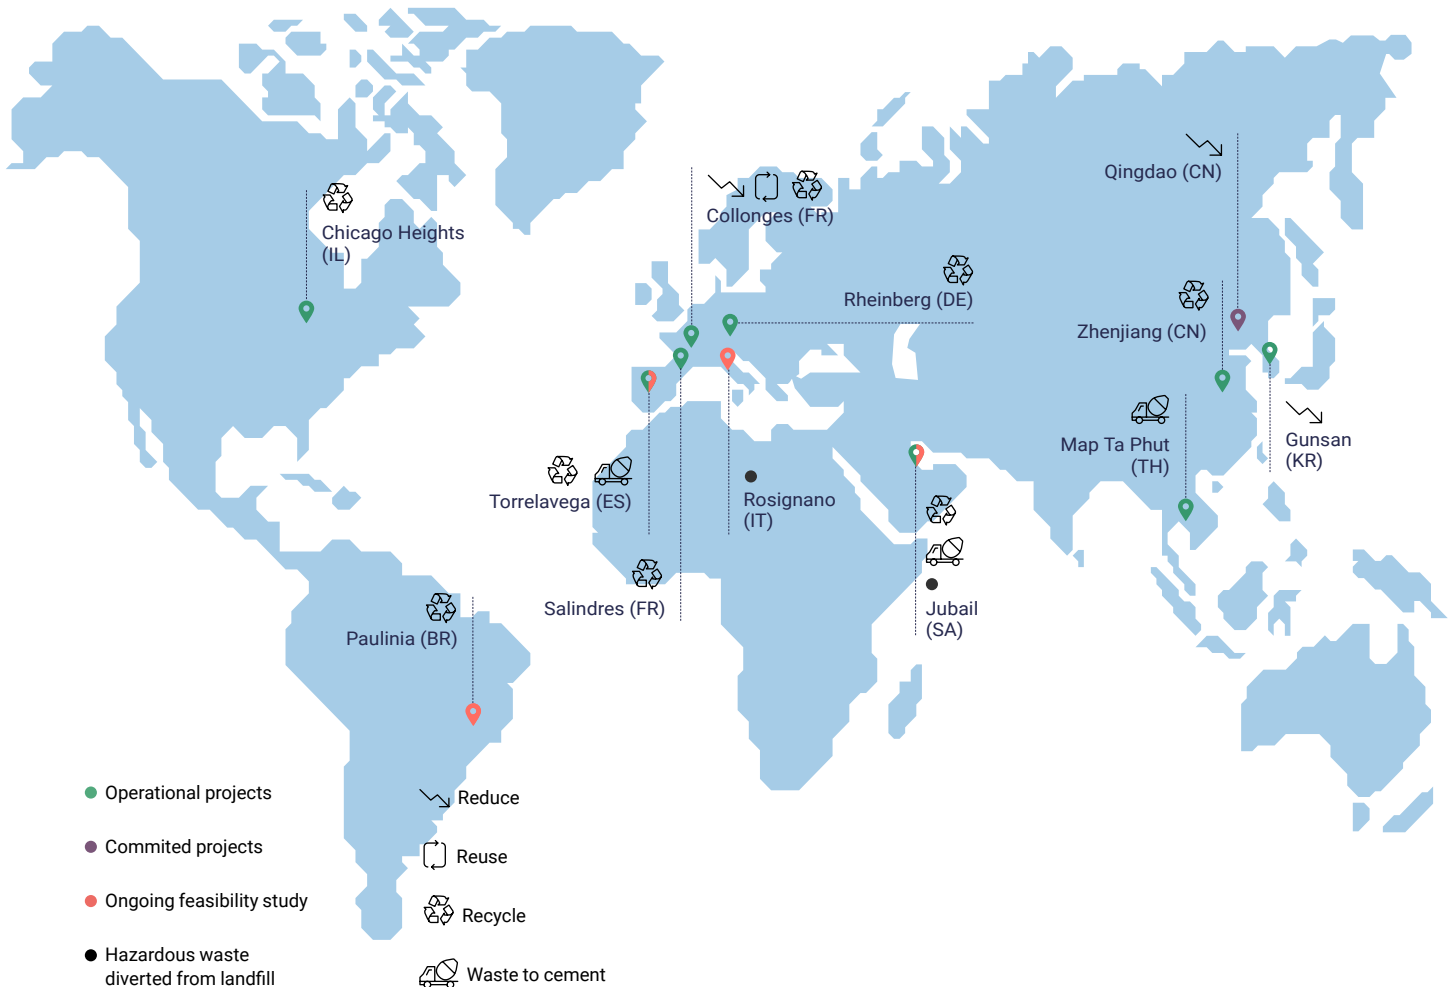 Qingdao (CN)
Collonges (FR)
Chicago Heights
(IL)
Rheinberg (DE)
Zhenjiang (CN)
Map Ta Phut
(TH)
Gunsan
(KR)
Torrelavega (ES)
Rosignano
(IT)
Salindres (FR)
Jubail
(SA)
Paulinia (BR)
Operational projects
Commited projects
Ongoing feasibility study
Hazardous waste
diverted from landfill
Reduce
Reuse
Recycle
Waste to cement